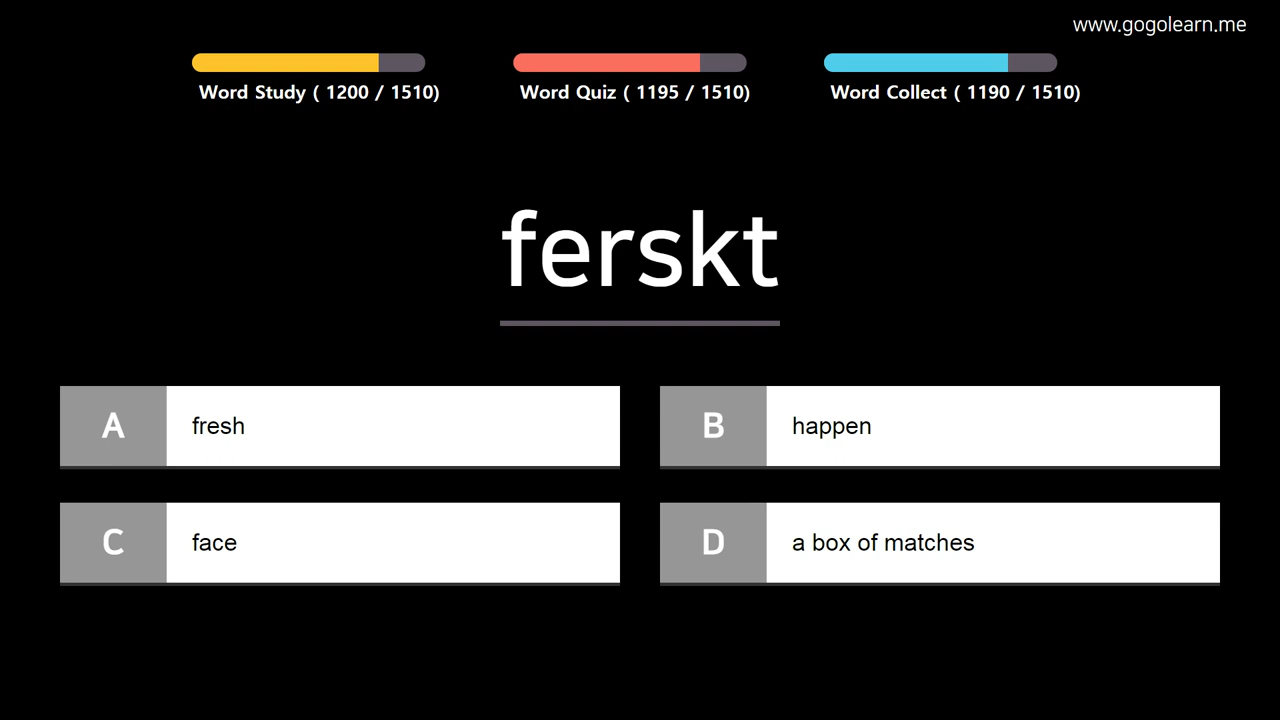 www.gogolearn.me
Word Study ( 1200 / 1510)
Word Quiz ( 1195 / 1510)
Word Collect ( 1190 / 1510)
ferskt
A fresh
B happen
C face
D a box of matches